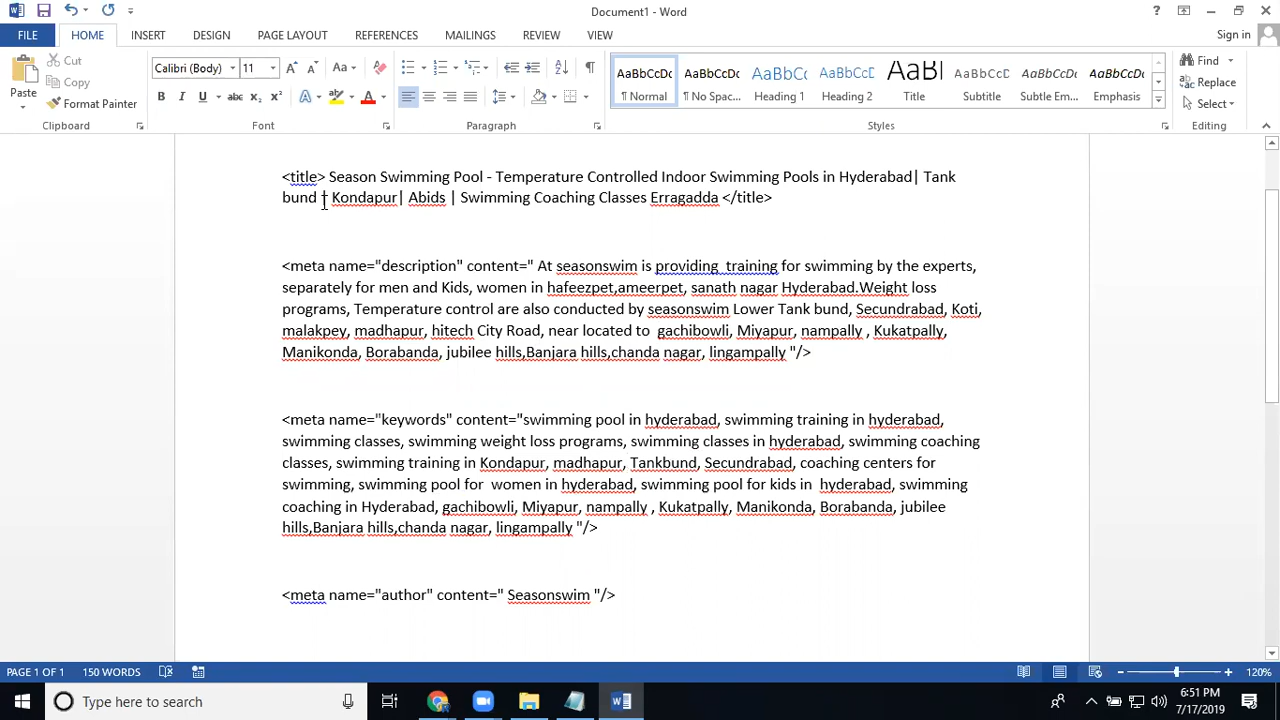 Document1 - Word
FILE HOME INSERT DESIGN PAGE LAYOUT REFERENCES MAILINGS REVIEW VIEW Sign in
Paste Cut Copy Format Painter
Calibri (Body) 11
Find Replace Select
AaBbCcDc AaBbCcDc AaBbCc AaBbCcD AaBl AaBbCcD AaBbCcDc AaBbCcDc
¶ Normal ¶ No Spac... Heading 1 Heading 2 Title Subtitle Subtle Em... Emphasis
Clipboard Font Paragraph Styles Editing
<title> Season Swimming Pool - Temperature Controlled Indoor Swimming Pools in Hyderabad| Tank
bund | Kondapur| Abids | Swimming Coaching Classes Erragadda </title>
<meta name="description" content=" At seasonswim is providing  training for swimming by the experts,
separately for men and Kids, women in hafeezpet,ameerpet, sanath nagar Hyderabad.Weight loss
programs, Temperature control are also conducted by seasonswim Lower Tank bund, Secundrabad, Koti,
malakpey, madhapur, hitech City Road, near located to  gachibowli, Miyapur, nampally , Kukatpally,
Manikonda, Borabanda, jubilee hills,Banjara hills,chanda nagar, lingampally "/>
<meta name="keywords" content="swimming pool in hyderabad, swimming training in hyderabad,
swimming classes, swimming weight loss programs, swimming classes in hyderabad, swimming coaching
classes, swimming training in Kondapur, madhapur, Tankbund, Secundrabad, coaching centers for
swimming, swimming pool for  women in hyderabad, swimming pool for kids in  hyderabad, swimming
coaching in Hyderabad, gachibowli, Miyapur, nampally , Kukatpally, Manikonda, Borabanda, jubilee
hills,Banjara hills,chanda nagar, lingampally "/>
<meta name="author" content=" Seasonswim "/>
PAGE 1 OF 1 150 WORDS 120%
Type here to search
6:51 PM
7/17/2019